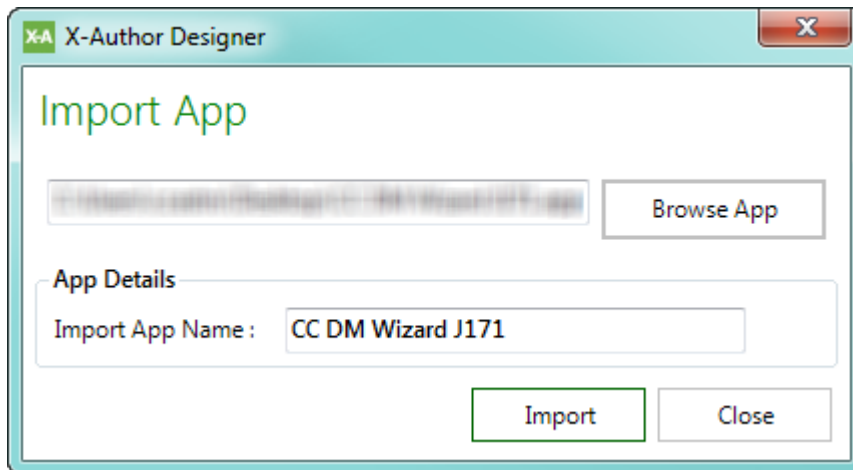 X-A X-Author Designer
Import App
Browse App
App Details
Import App Name : CC DM Wizard J171
Import Close